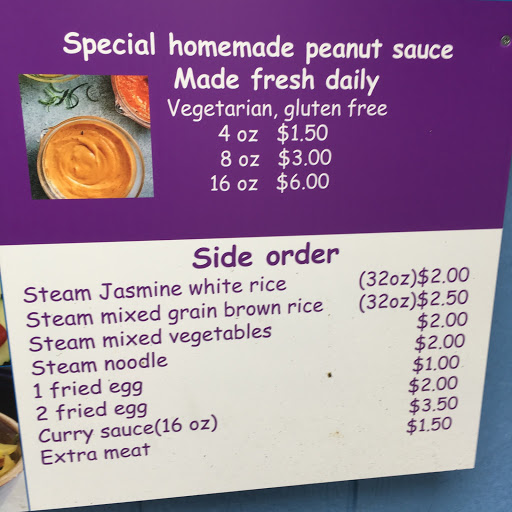 Special homemade peanut sauce
Made fresh daily
Vegetarian, gluten free
4 oz $1.50
8 oz $3.00
16 oz $6.00
Side order
Steam Jasmine white rice (32oz)$2.00
Steam mixed grain brown rice (32oz)$2.50
Steam mixed vegetables $2.00
Steam noodle $2.00
1 fried egg $1.00
2 fried egg $2.00
Curry sauce(16 oz) $3.50
Extra meat $1.50